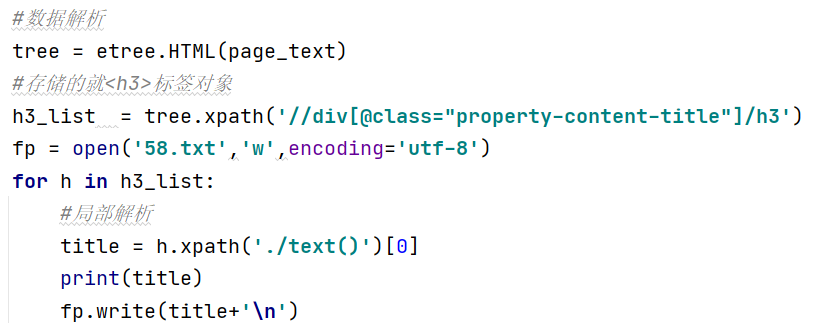 #数据解析
tree = etree.HTML(page_text)
#存储的就<h3>标签对象
h3_list  = tree.xpath('//div[@class="property-content-title"]/h3')
fp = open('58.txt','w',encoding='utf-8')
for h in h3_list:
    #局部解析
    title = h.xpath('./text()')[0]
    print(title)
    fp.write(title+'\n')